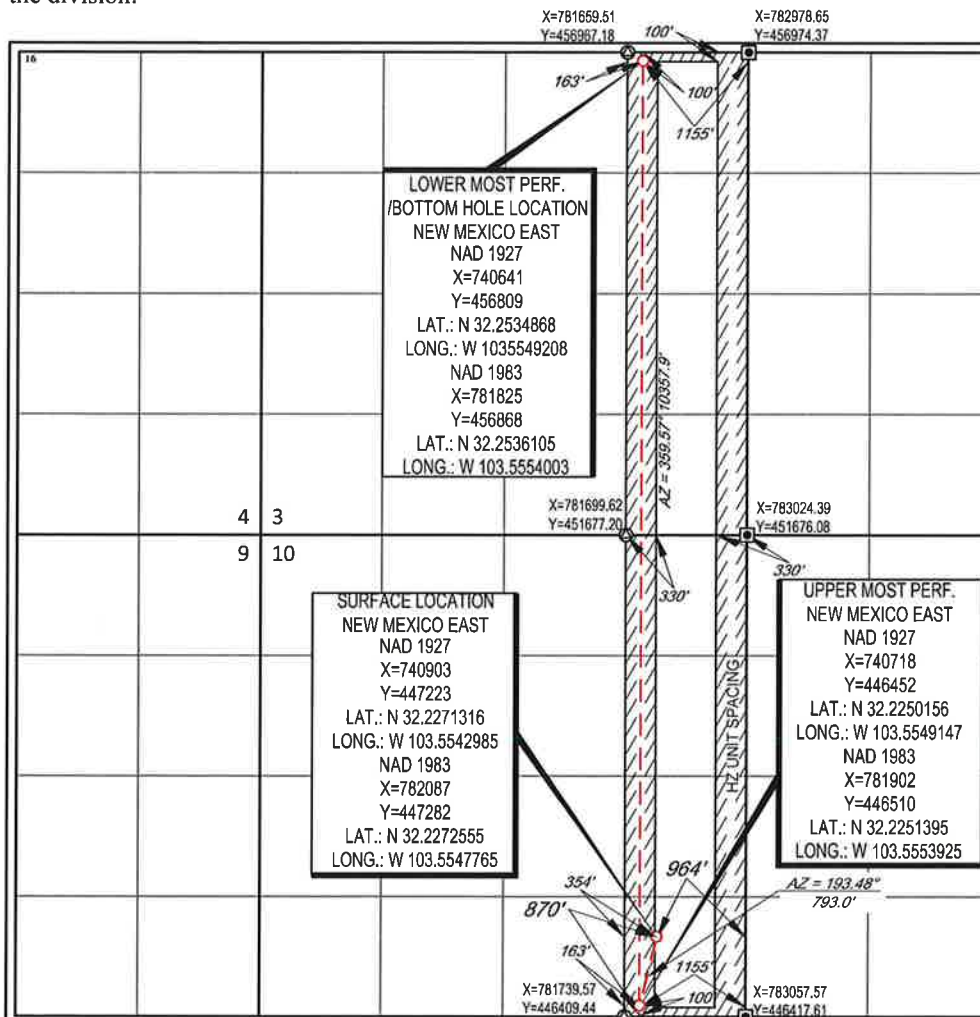 the division.
X=781659.51
Y=456967.18
100'
X=782978.65
Y=456974.37
16
163'
100'
1155'
LOWER MOST PERF.
/BOTTOM HOLE LOCATION
NEW MEXICO EAST
NAD 1927
X=740641
Y=456809
LAT.: N 32.2534868
LONG.: W 1035549208
NAD 1983
X=781825
Y=456868
LAT.: N 32.2536105
LONG.: W 103.5554003
AZ = 359.57° 10357.9'
4 3
9 10
X=781699.62
Y=451677.20
X=783024.39
Y=451676.08
330'
330'
SURFACE LOCATION
NEW MEXICO EAST
NAD 1927
X=740903
Y=447223
LAT.: N 32.2271316
LONG.: W 103.5542985
NAD 1983
X=782087
Y=447282
LAT.: N 32.2272555
LONG.: W 103.5547765
HZ UNIT SPACING
UPPER MOST PERF.
NEW MEXICO EAST
NAD 1927
X=740718
Y=446452
LAT.: N 32.2250156
LONG.: W 103.5549147
NAD 1983
X=781902
Y=446510
LAT.: N 32.2251395
LONG.: W 103.5553925
354'
964'
AZ = 193.48°
793.0'
870'
163'
1155'
100'
X=781739.57
Y=446409.44
X=783057.57
Y=446417.61